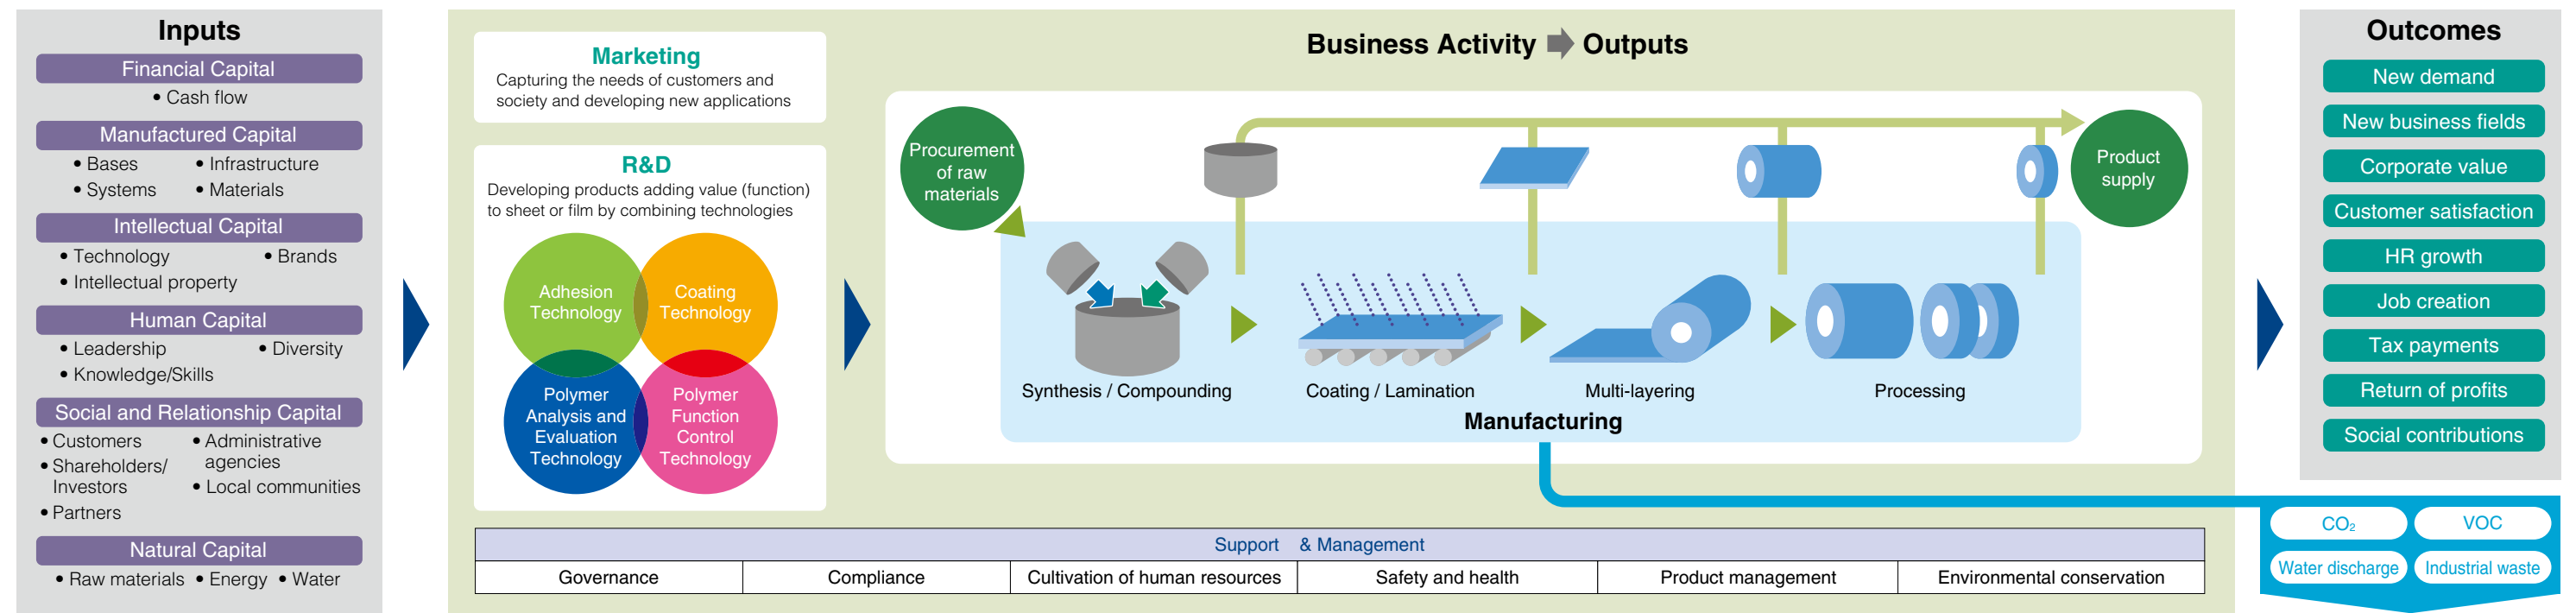 Inputs
Financial Capital
• Cash flow
Manufactured Capital
• Bases • Infrastructure
• Systems • Materials
Intellectual Capital
• Technology • Brands
• Intellectual property
Human Capital
• Leadership • Diversity
• Knowledge/Skills
Social and Relationship Capital
• Customers
• Shareholders/
Investors
• Partners
• Administrative
agencies
• Local communities
Natural Capital
• Raw materials • Energy • Water
Marketing
Capturing the needs of customers and
society and developing new applications
R&D
Developing products adding value (function)
to sheet or film by combining technologies
Adhesion
Technology
Coating
Technology
Polymer
Analysis and
Evaluation
Technology
Polymer
Function
Control
Technology
Business Activity Outputs
Procurement
of raw
materials
Product
supply
Synthesis / Compounding
Coating / Lamination
Multi-layering
Processing
Manufacturing
Support & Management
Governance
Compliance
Cultivation of human resources
Safety and health
Product management
Environmental conservation
Outcomes
New demand
New business fields
Corporate value
Customer satisfaction
HR growth
Job creation
Tax payments
Return of profits
Social contributions
CO₂
VOC
Water discharge
Industrial waste